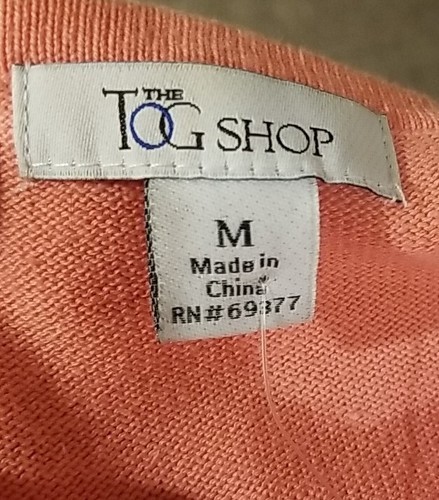 THE
TOG SHOP
M
Made in
China
RN#69377